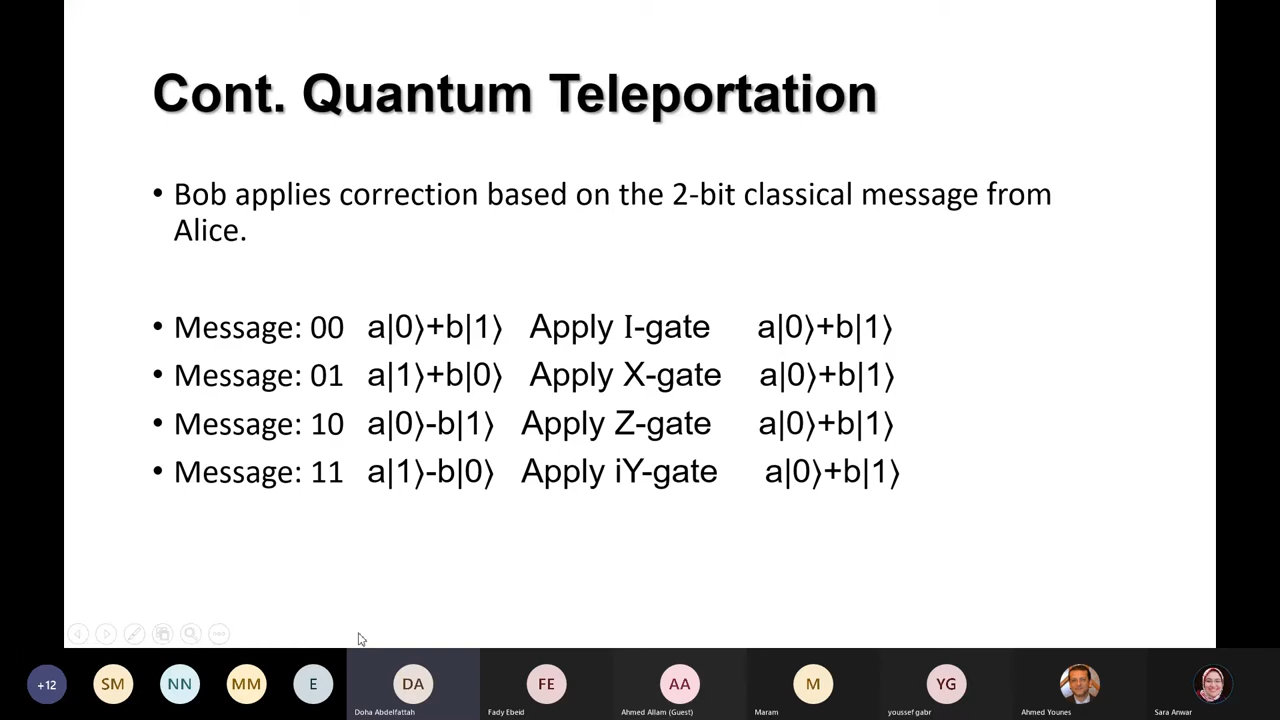 Cont. Quantum Teleportation
• Bob applies correction based on the 2-bit classical message from
Alice.
• Message: 00 a|0⟩+b|1⟩ Apply I-gate a|0⟩+b|1⟩
• Message: 01 a|1⟩+b|0⟩ Apply X-gate a|0⟩+b|1⟩
• Message: 10 a|0⟩-b|1⟩ Apply Z-gate a|0⟩+b|1⟩
• Message: 11 a|1⟩-b|0⟩ Apply iY-gate a|0⟩+b|1⟩
+12 SM NN MM E DA FE AA M YG
Doha Abdelfattah Fady Ebeid Ahmed Allam (Guest) Maram youssef gabr Ahmed Younes Sara Anwar